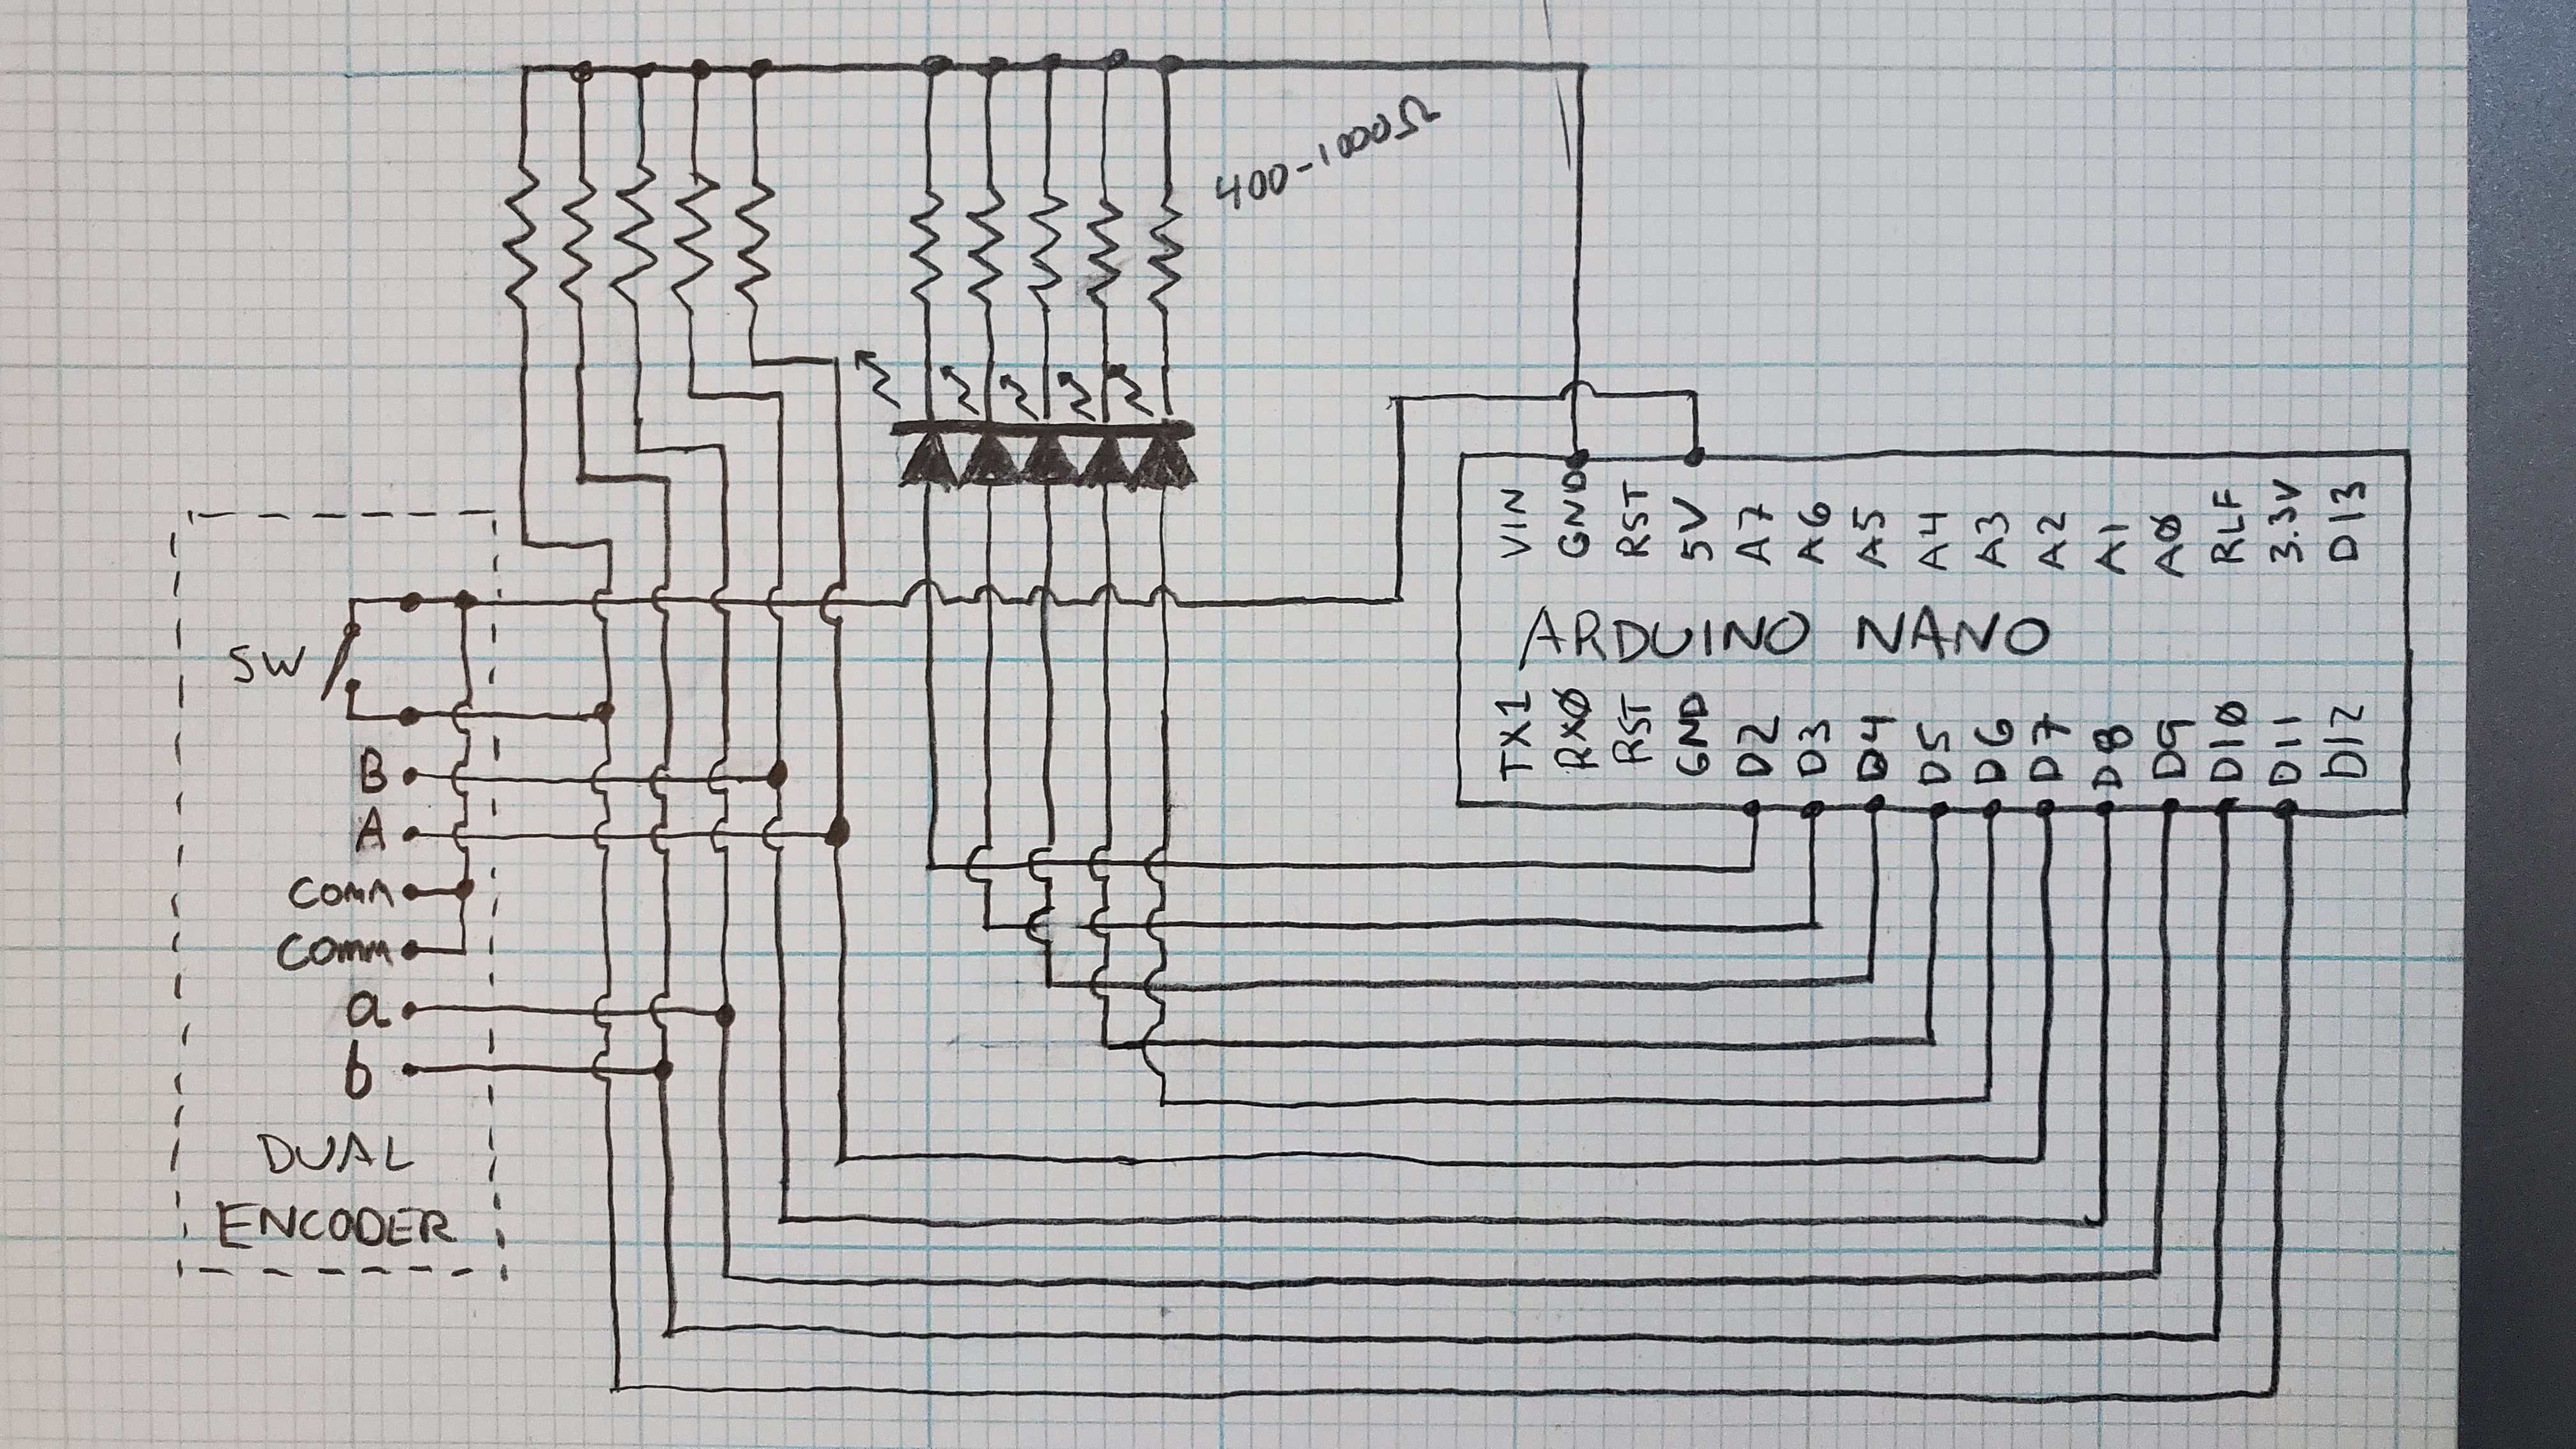 400-1000Ω
VIN GND RST 5V A7 A6 A5 A4 A3 A2 A1 AØ RLF 3.3V D13
ARDUINO NANO
TX1 RXØ RST GND D2 D3 D4 D5 D6 D7 D8 D9 D1Ø D11 D12
SW
B
A
comm
comm
a
b
DUAL
ENCODER